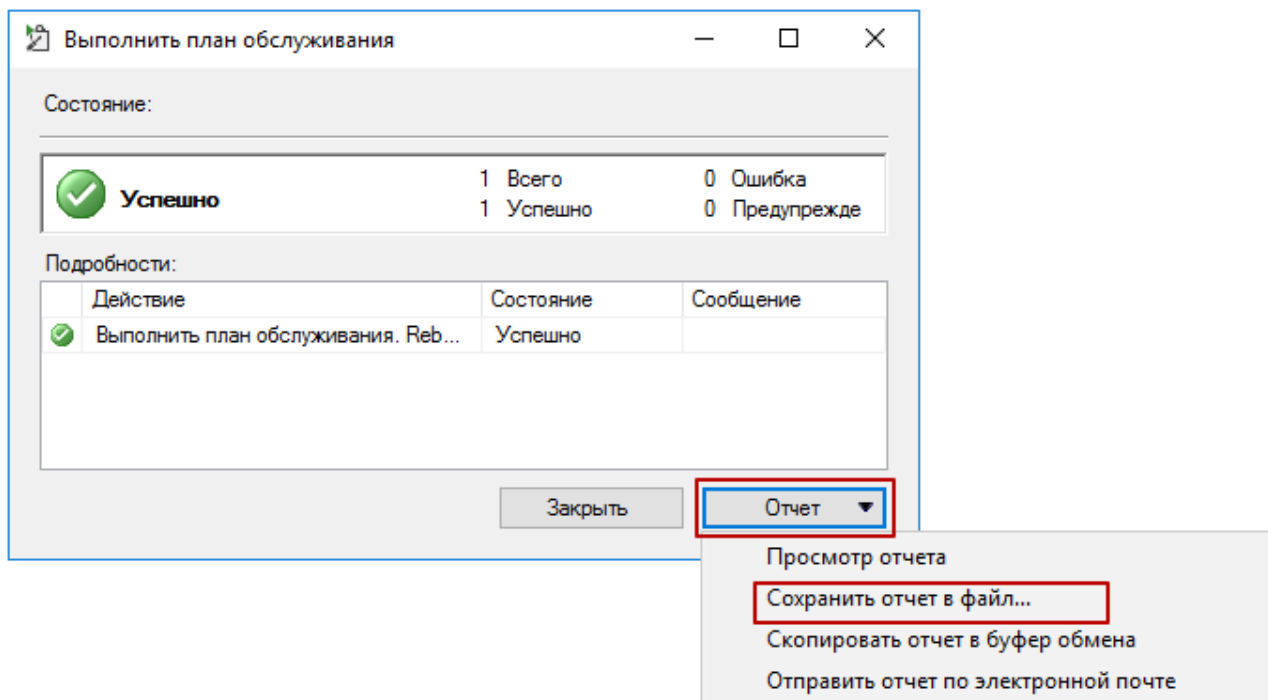 Выполнить план обслуживания
Состояние:
Успешно
1 Всего
0 Ошибка
1 Успешно
0 Предупрежде
Подробности:
Действие Состояние Сообщение
Выполнить план обслуживания. Reb... Успешно
Закрыть Отчет
Просмотр отчета
Сохранить отчет в файл...
Скопировать отчет в буфер обмена
Отправить отчет по электронной почте